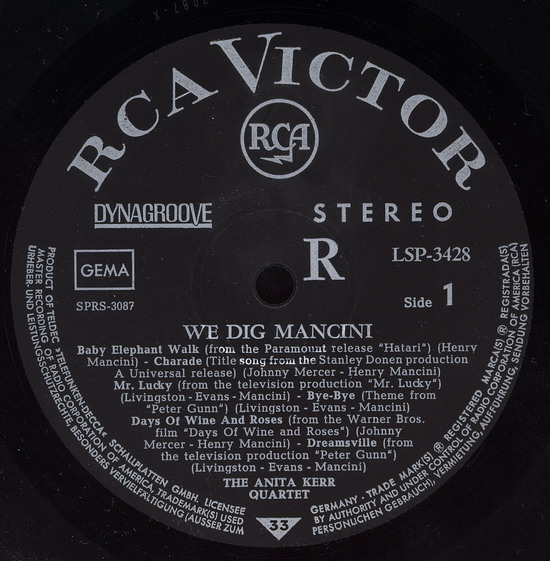 3087-X
RCA VICTOR
RCA
DYNAGROOVE
STEREO
R
LSP-3428
GEMA
SPRS-3087
Side 1
WE DIG MANCINI
Baby Elephant Walk (from the Paramount release "Hatari") (Henry
Mancini) - Charade (Title song from the Stanley Donen production
A Universal release) (Johnny Mercer - Henry Mancini)
Mr. Lucky (from the television production "Mr. Lucky")
(Livingston - Evans - Mancini) - Bye-Bye (Theme from
"Peter Gunn") (Livingston - Evans - Mancini)
Days Of Wine And Roses (from the Warner Bros.
film "Days Of Wine and Roses") (Johnny
Mercer - Henry Mancini) - Dreamsville (from
the television production "Peter Gunn")
(Livingston - Evans - Mancini)
THE ANITA KERR
QUARTET
33
PRODUCT OF TELDEC »TELEFUNKEN-DECCA« SCHALLPLATTEN GMBH, LICENSEE
MASTER RECORDING OF RADIO CORPORATION OF AMERICA, TRADEMARK(S) USED
URHEBER- UND LEISTUNGSSCHUTZRECHTE, BESONDERS VERVIELFÄLTIGUNG (AUSSER ZUM
GERMANY - TRADE MARK(S) ® REGISTERED. MARCA(S) ® REGISTRADA(S)
BY AUTHORITY AND UNDER CONTROL OF RADIO CORPORATION OF AMERICA (RCA)
PERSÖNLICHEN GEBRAUCH), VERMIETUNG, AUFFÜHRUNG, SENDUNG VORBEHALTEN